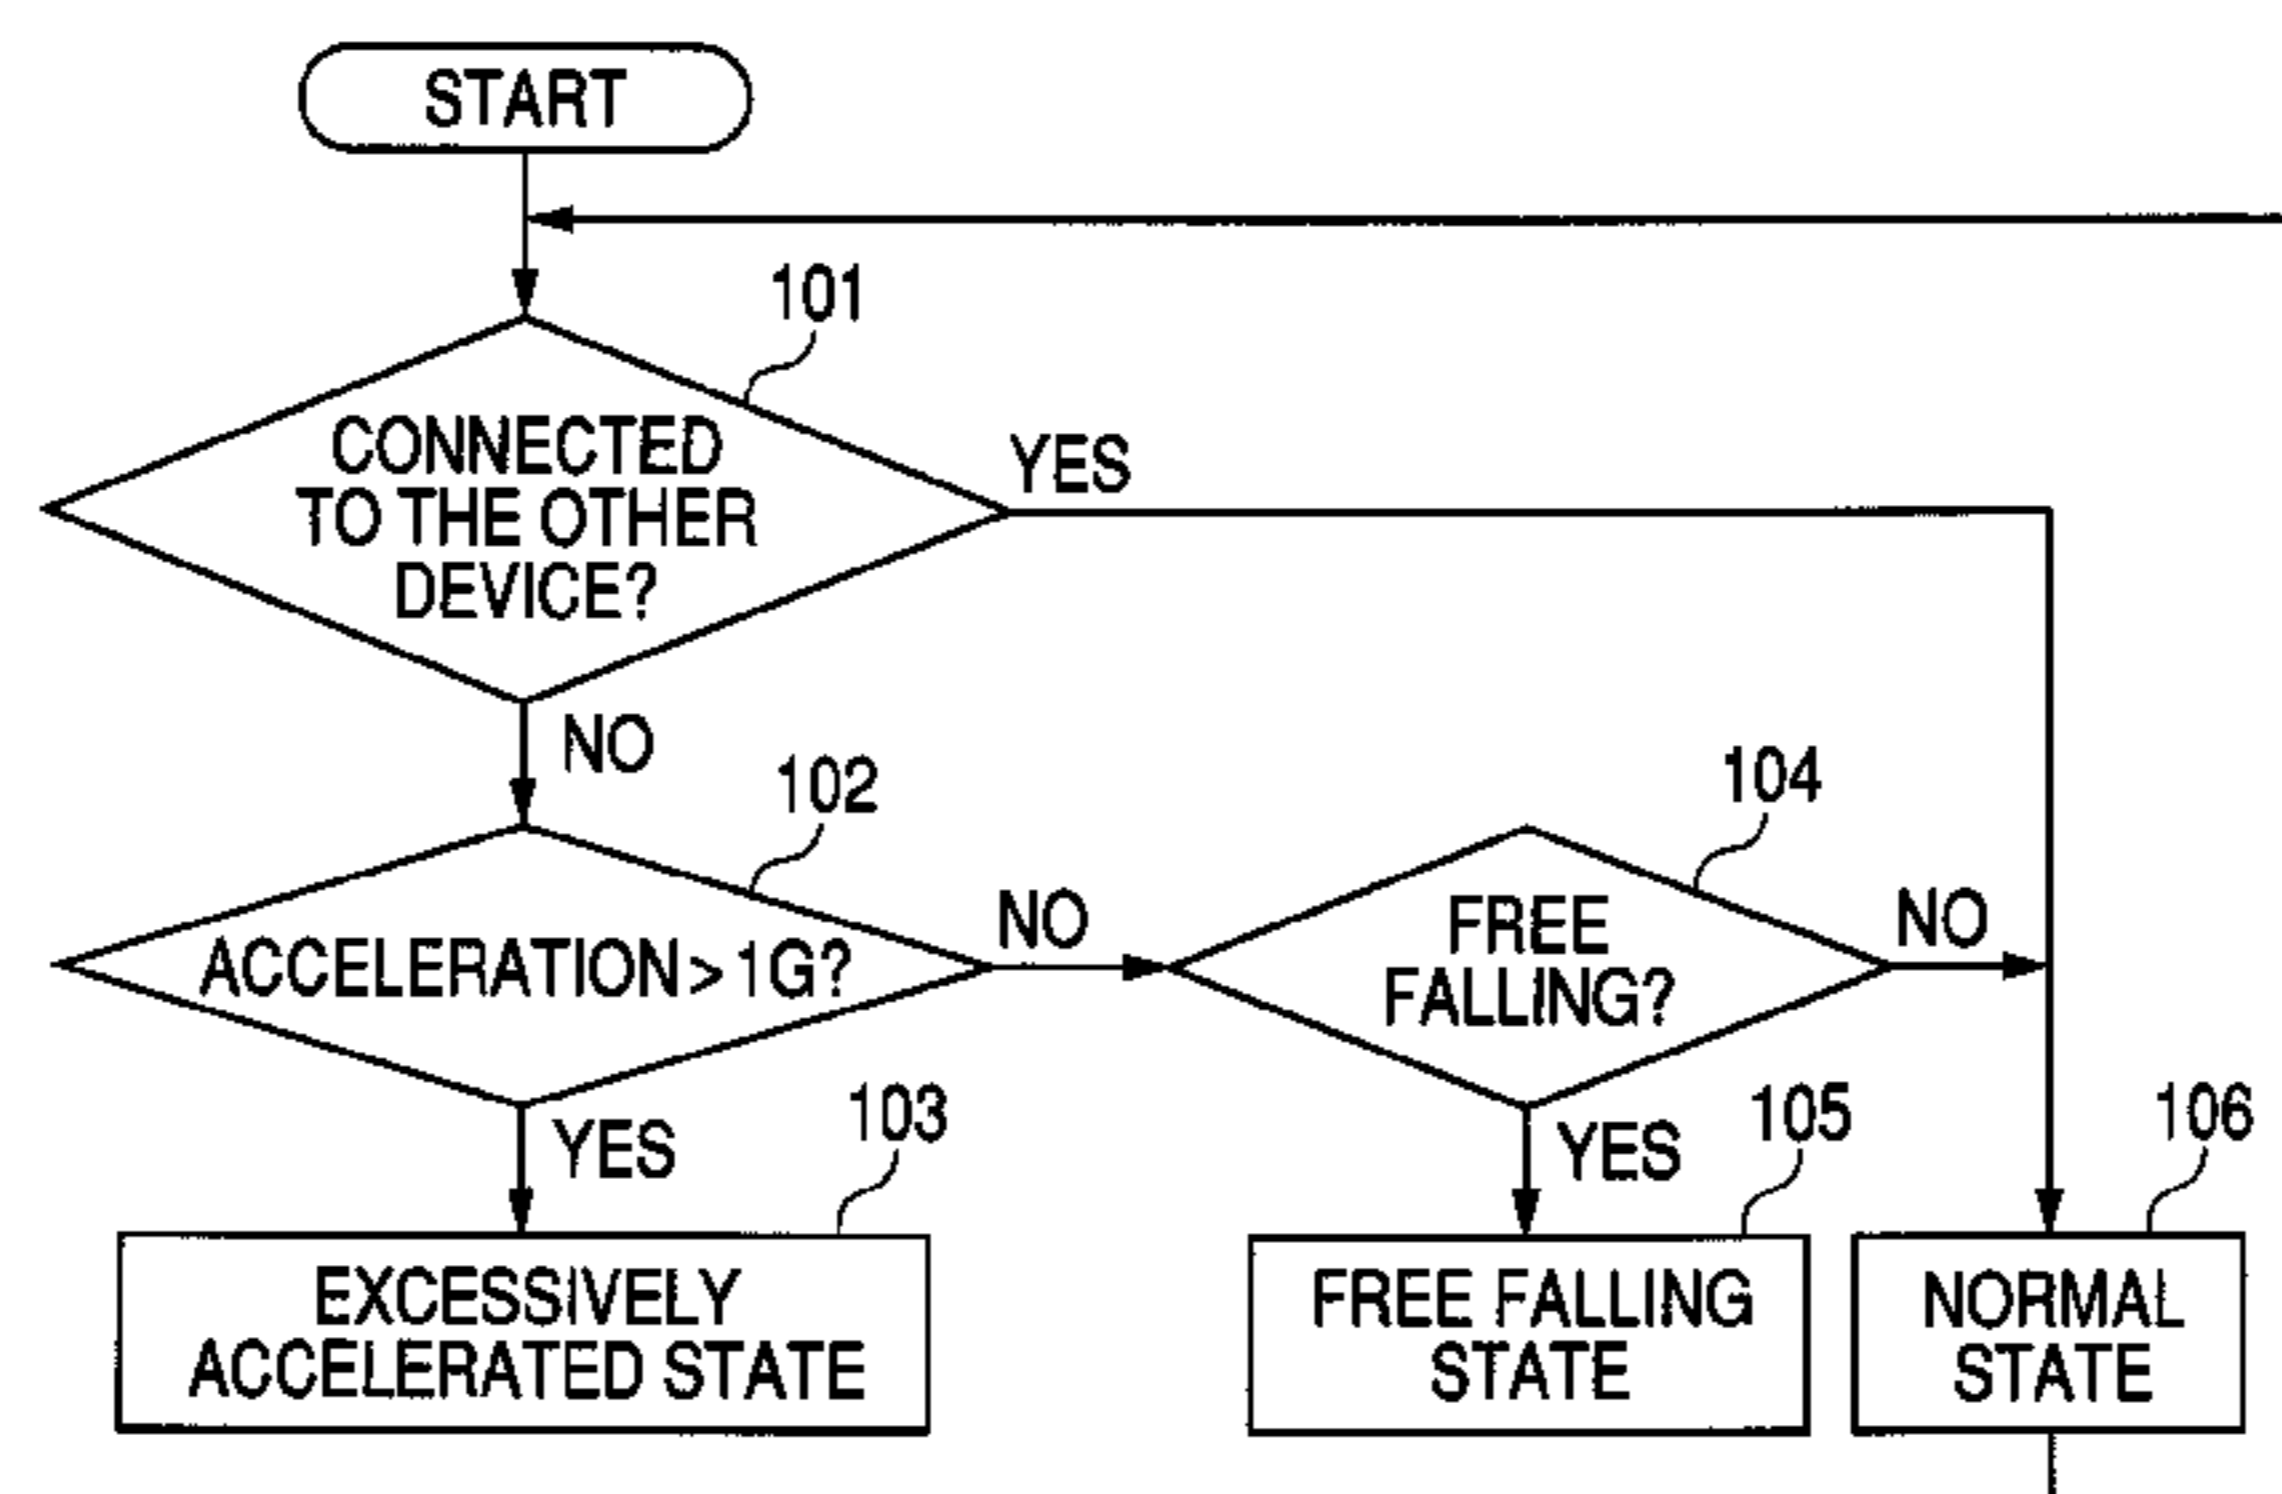 START
101
CONNECTED
TO THE OTHER
DEVICE?
YES
NO
102
ACCELERATION > 1G?
NO
104
FREE
FALLING?
NO
YES
103
EXCESSIVELY
ACCELERATED STATE
YES
105
FREE FALLING
STATE
106
NORMAL
STATE